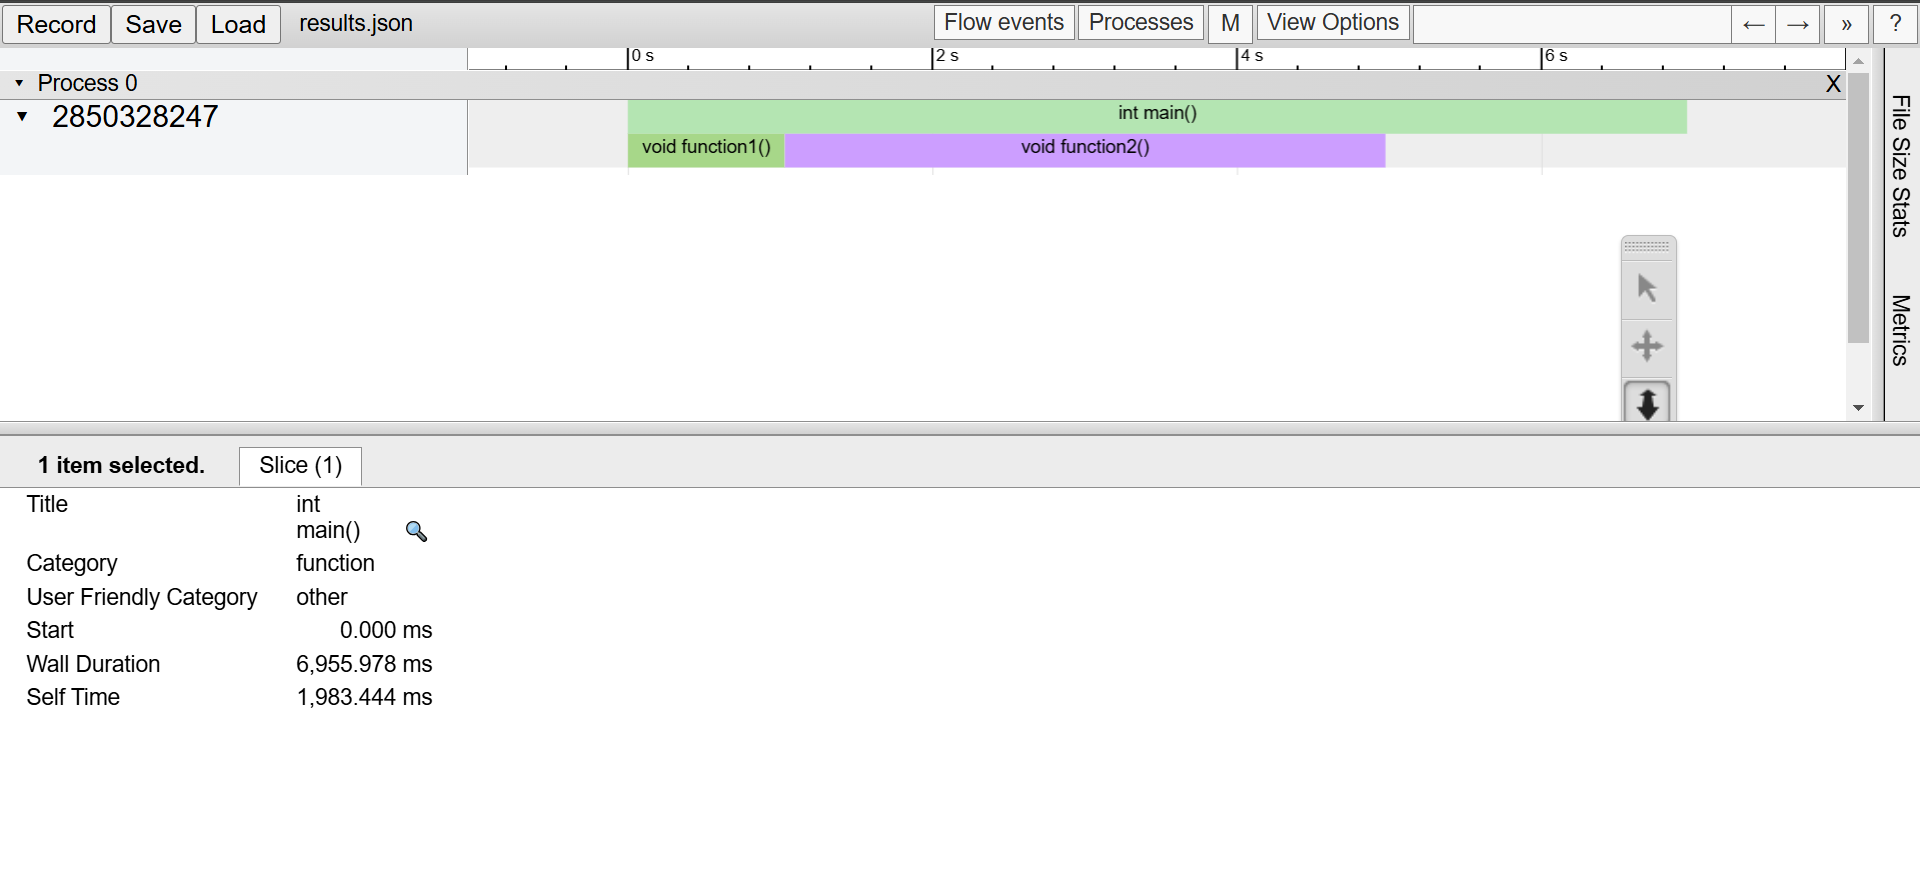 Record Save Load results.json Flow events Processes M View Options ← → » ?
0 s 2 s 4 s 6 s
Process 0 X
2850328247
int main()
void function1() void function2()
File Size Stats
Metrics
1 item selected. Slice (1)
Title int
main()
Category function
User Friendly Category other
Start 0.000 ms
Wall Duration 6,955.978 ms
Self Time 1,983.444 ms